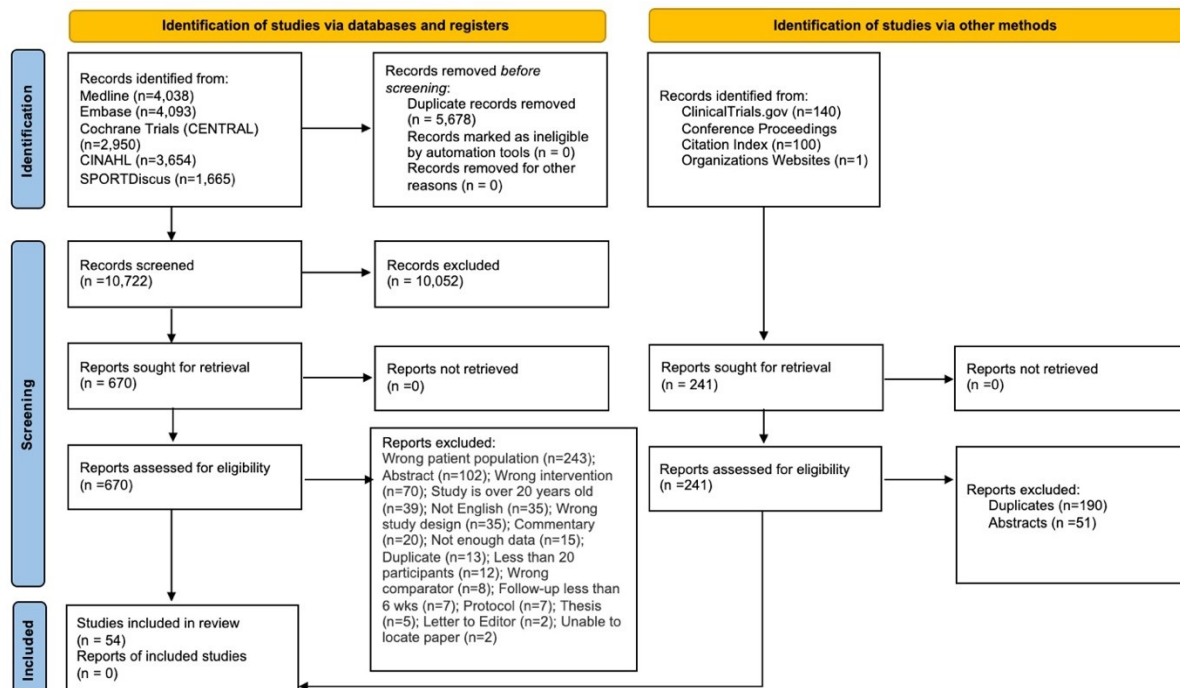 Identification of studies via databases and registers
Identification of studies via other methods
Identification
Records identified from:
Medline (n=4,038)
Embase (n=4,093)
Cochrane Trials (CENTRAL)
(n=2,950)
CINAHL (n=3,654)
SPORTDiscus (n=1,665)
Records removed before
screening:
Duplicate records removed
(n = 5,678)
Records marked as ineligible
by automation tools (n = 0)
Records removed for other
reasons (n = 0)
Records identified from:
ClinicalTrials.gov (n=140)
Conference Proceedings
Citation Index (n=100)
Organizations Websites (n=1)
Screening
Records screened
(n =10,722)
Records excluded
(n = 10,052)
Reports sought for retrieval
(n = 670)
Reports not retrieved
(n =0)
Reports sought for retrieval
(n = 241)
Reports not retrieved
(n =0)
Reports assessed for eligibility
(n =670)
Reports excluded:
Wrong patient population (n=243);
Abstract (n=102); Wrong intervention
(n=70); Study is over 20 years old
(n=39); Not English (n=35); Wrong
study design (n=35); Commentary
(n=20); Not enough data (n=15);
Duplicate (n=13); Less than 20
participants (n=12); Wrong
comparator (n=8); Follow-up less than
6 wks (n=7); Protocol (n=7); Thesis
(n=5); Letter to Editor (n=2); Unable to
locate paper (n=2)
Reports assessed for eligibility
(n =241)
Reports excluded:
Duplicates (n=190)
Abstracts (n =51)
Included
Studies included in review
(n = 54)
Reports of included studies
(n = 0)